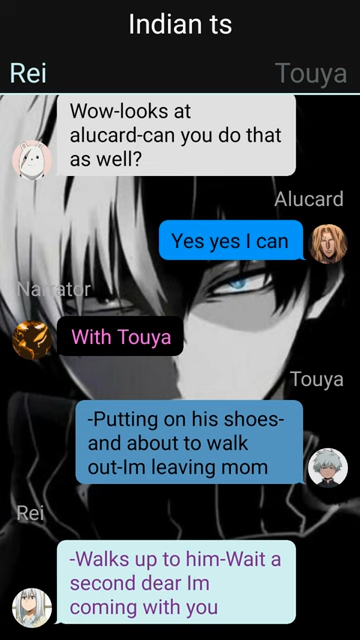 Indian ts
Rei
Touya
Wow-looks at
alucard-can you do that
as well?
Alucard
Yes yes I can
Narrator
With Touya
Touya
-Putting on his shoes-
and about to walk
out-Im leaving mom
Rei
-Walks up to him-Wait a
second dear Im
coming with you